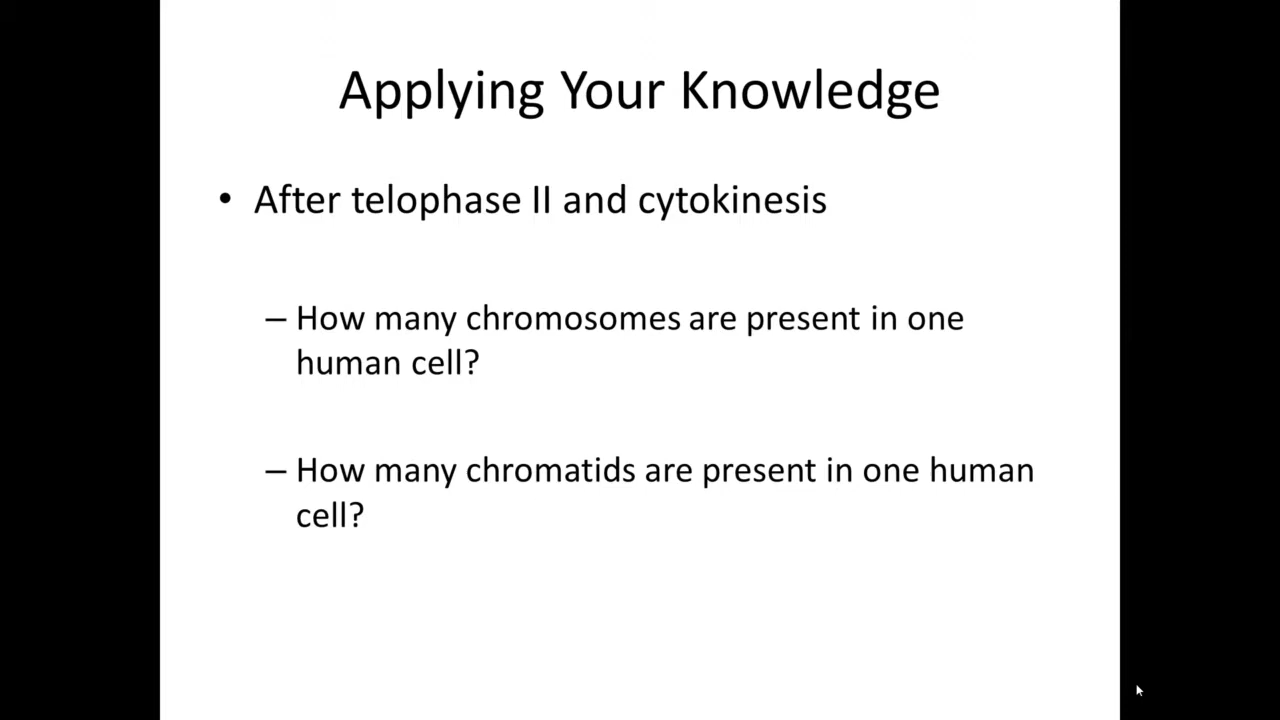 Applying Your Knowledge
• After telophase II and cytokinesis
– How many chromosomes are present in one
human cell?
– How many chromatids are present in one human
cell?